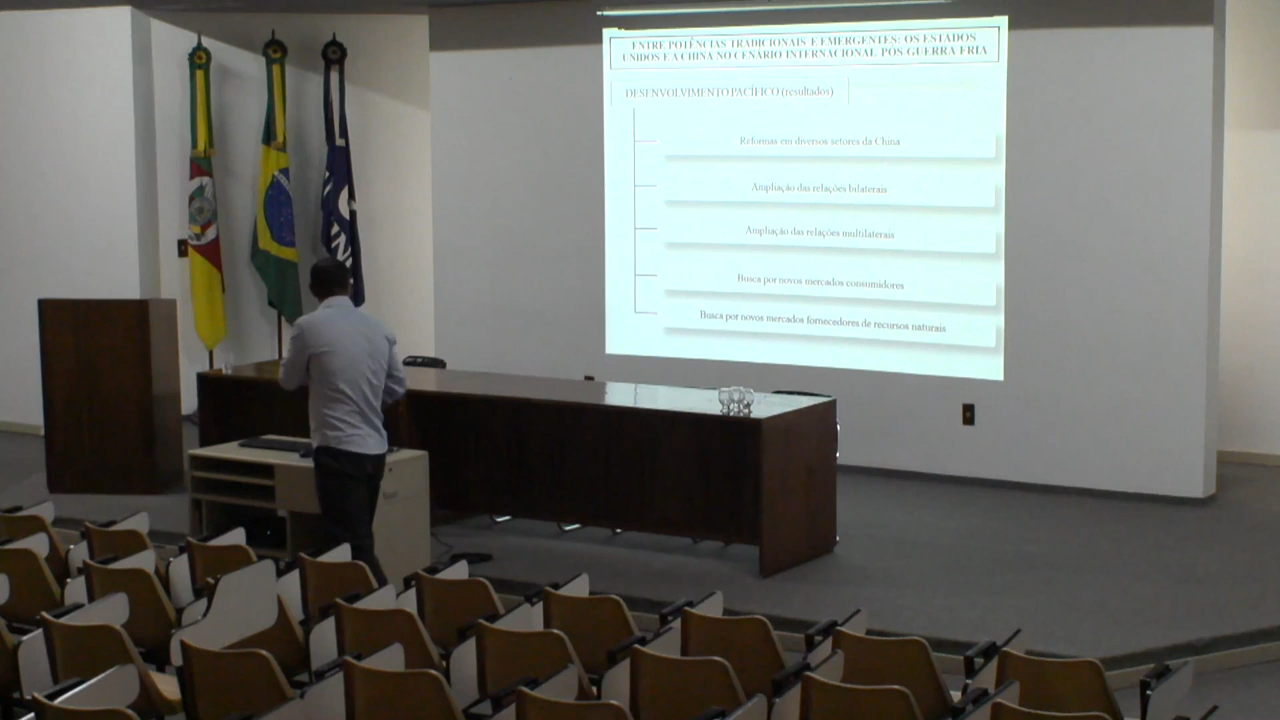 ENTRE POTÊNCIAS TRADICIONAIS E EMERGENTES: OS ESTADOS
UNIDOS E A CHINA NO CENÁRIO INTERNACIONAL PÓS-GUERRA FRIA
DESENVOLVIMENTO PACÍFICO (resultados)
Reformas em diversos setores da China
Ampliação das relações bilaterais
Ampliação das relações multilaterais
Busca por novos mercados consumidores
Busca por novos mercados fornecedores de recursos naturais